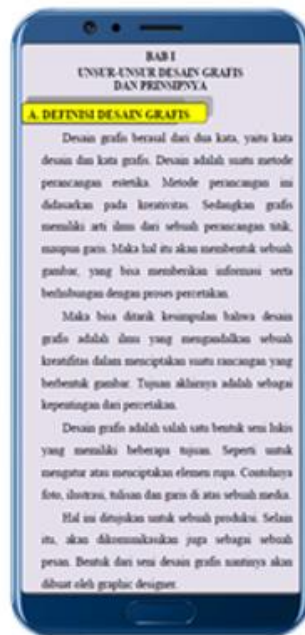 BAB I
UNSUR-UNSUR DESAIN GRAFIS
DAN PRINSIPNYA
A. DEFINISI DESAIN GRAFIS
Desain grafis berasal dari dua kata, yaitu kata
desain dan kata grafis. Desain adalah suatu metode
perancangan estetika. Metode perancangan ini
didasarkan pada kreativitas. Sedangkan grafis
memiliki arti ilmu dari sebuah perancangan titik,
maupun garis. Maka hal itu akan membentuk sebuah
gambar, yang bisa memberikan informasi serta
berhubungan dengan proses percetakan.
Maka bisa ditarik kesimpulan bahwa desain
grafis adalah ilmu yang mengandalkan sebuah
kreatifitas dalam menciptakan suatu rancangan yang
berbentuk gambar. Tujuan akhirnya adalah sebagai
kepentingan dari percetakan.
Desain grafis adalah salah satu bentuk seni lukis
yang memiliki beberapa tujuan. Seperti untuk
mengatur atau menciptakan elemen rupa. Contohnya
foto, ilustrasi, tulisan dan garis di atas sebuah media.
Hal ini ditujukan untuk sebuah produksi. Selain
itu, akan dikomunikasikan juga sebagai sebuah
pesan. Bentuk dari seni desain grafis nantinya akan
dibuat oleh graphic designer.